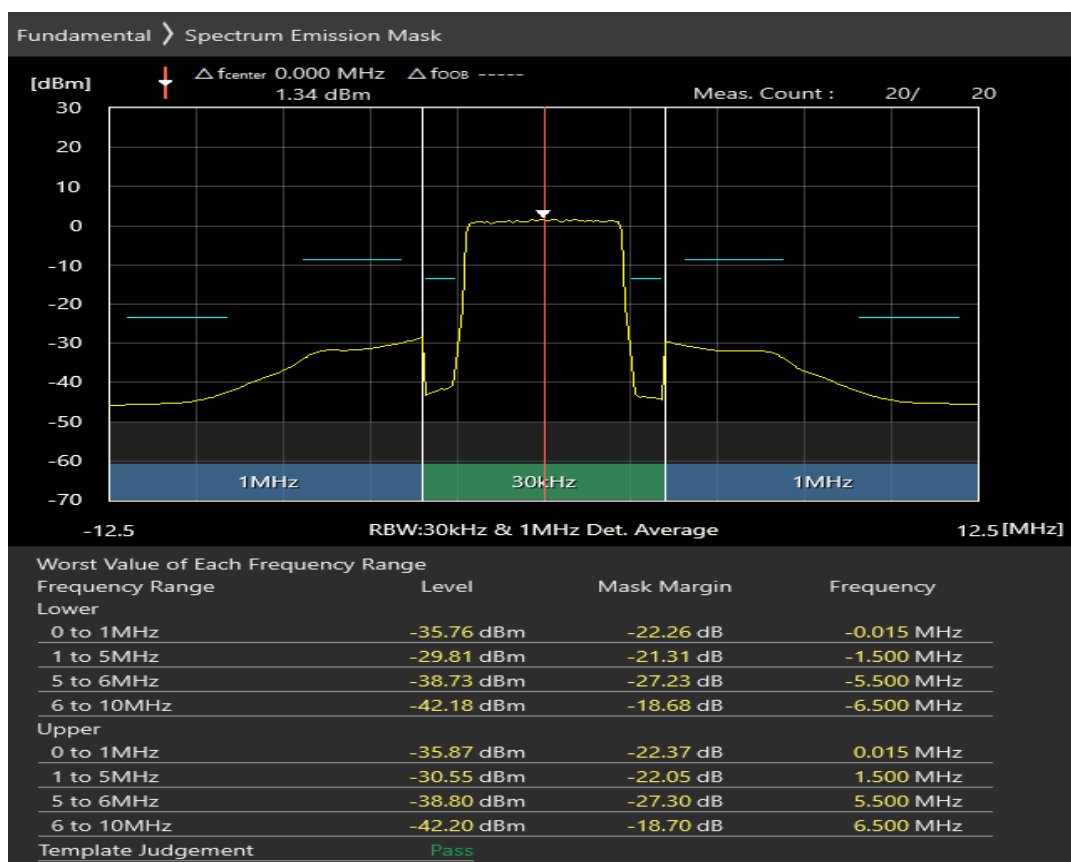 Fundamental ❯ Spectrum Emission Mask
[dBm] △ fcenter 0.000 MHz △ fOOB -----
1.34 dBm Meas. Count : 20/ 20
30
20
10
0
-10
-20
-30
-40
-50
-60
-70
1MHz 30kHz 1MHz
-12.5 RBW:30kHz & 1MHz Det. Average 12.5 [MHz]
Worst Value of Each Frequency Range
Frequency Range Level Mask Margin Frequency
Lower
0 to 1MHz -35.76 dBm -22.26 dB -0.015 MHz
1 to 5MHz -29.81 dBm -21.31 dB -1.500 MHz
5 to 6MHz -38.73 dBm -27.23 dB -5.500 MHz
6 to 10MHz -42.18 dBm -18.68 dB -6.500 MHz
Upper
0 to 1MHz -35.87 dBm -22.37 dB 0.015 MHz
1 to 5MHz -30.55 dBm -22.05 dB 1.500 MHz
5 to 6MHz -38.80 dBm -27.30 dB 5.500 MHz
6 to 10MHz -42.20 dBm -18.70 dB 6.500 MHz
Template Judgement Pass